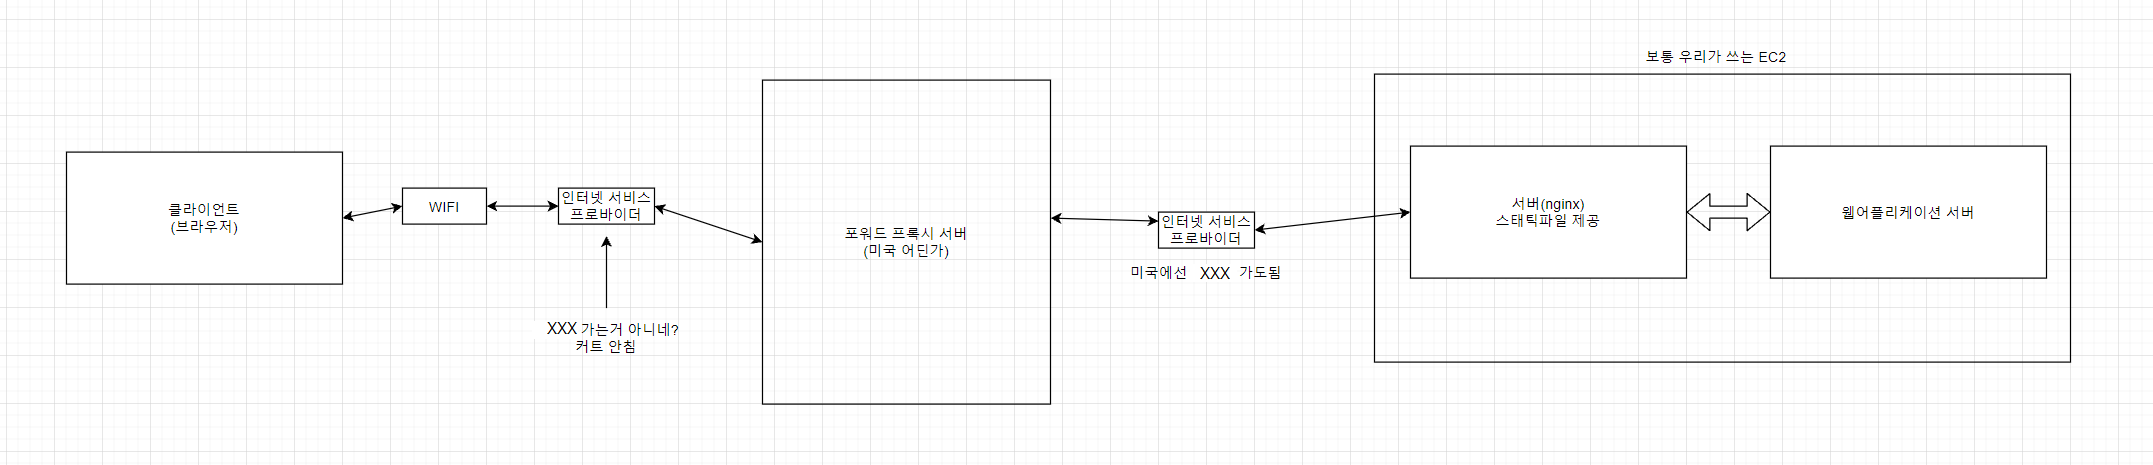 보통 우리가 쓰는 EC2
클라이언트
(브라우저)
WIFI
인터넷 서비스
프로바이더
XXX 가는거 아니네?
커트 안침
포워드 프록시 서버
(미국 어딘가)
인터넷 서비스
프로바이더
미국에선 XXX 가도됨
서버(nginx)
스태틱파일 제공
웹어플리케이션 서버